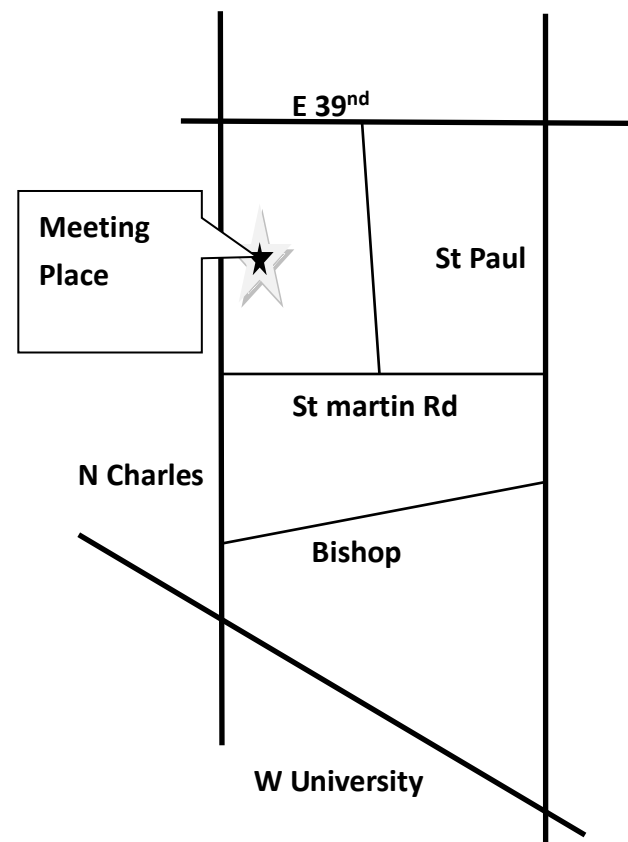 E 39nd
Meeting
Place
St Paul
St martin Rd
N Charles
Bishop
W University